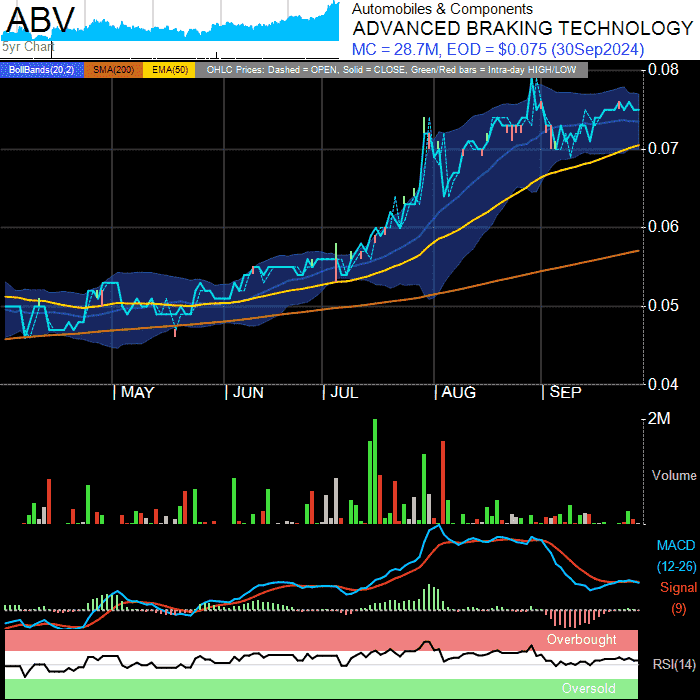 ABV
5yr Chart
Automobiles & Components
ADVANCED BRAKING TECHNOLOGY
MC = 28.7M, EOD = $0.075 (30Sep2024)
BollBands(20,2) SMA(200) EMA(50) OHLC Prices: Dashed = OPEN, Solid = CLOSE, Green/Red bars = Intra-day HIGH/LOW
0.08
0.07
0.06
0.05
0.04
MAY JUN JUL AUG SEP
2M
Volume
MACD
(12-26)
Signal
(9)
Overbought
RSI(14)
Oversold